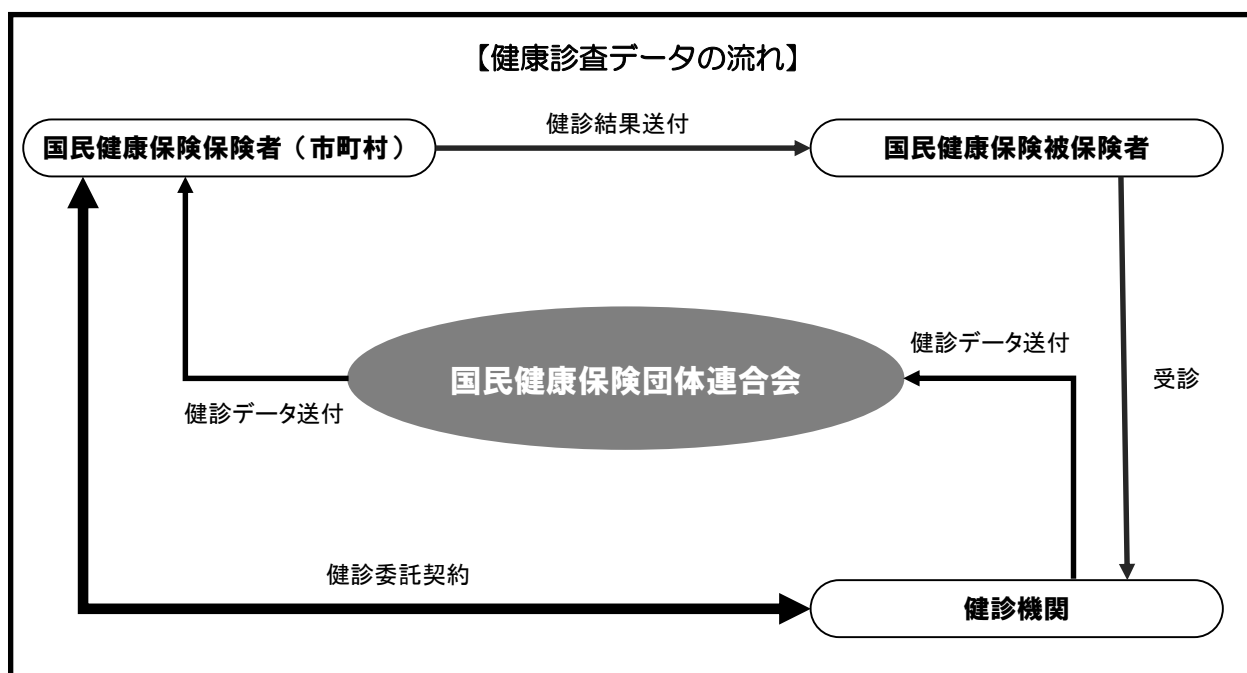 【健康診査データの流れ】
健診結果送付
国民健康保険保険者（市町村）
国民健康保険被保険者
健診データ送付
国民健康保険団体連合会
受診
健診データ送付
健診委託契約
健診機関